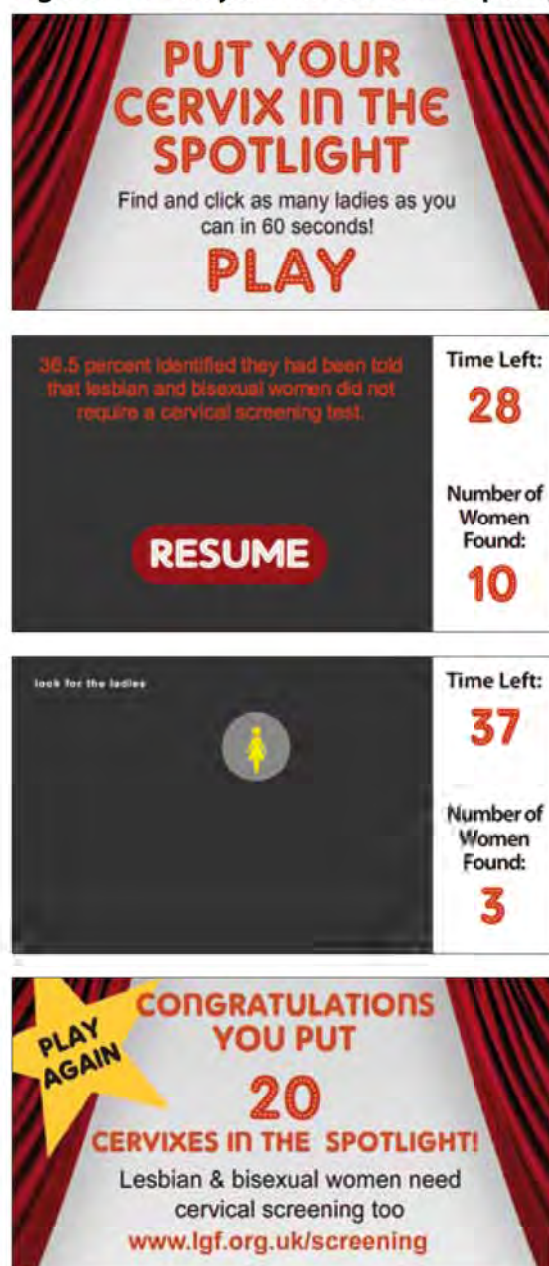 PUT YOUR
CERVIX IN THE
SPOTLIGHT
Find and click as many ladies as you
can in 60 seconds!
PLAY
36.5 percent identified they had been told
that lesbian and bisexual women did not
require a cervical screening test.
RESUME
Time Left:
28
Number of
Women
Found:
10
look for the ladies
Time Left:
37
Number of
Women
Found:
3
PLAY
AGAIN
CONGRATULATIONS
YOU PUT
20
CERVIXES IN THE SPOTLIGHT!
Lesbian & bisexual women need
cervical screening too
www.lgf.org.uk/screening